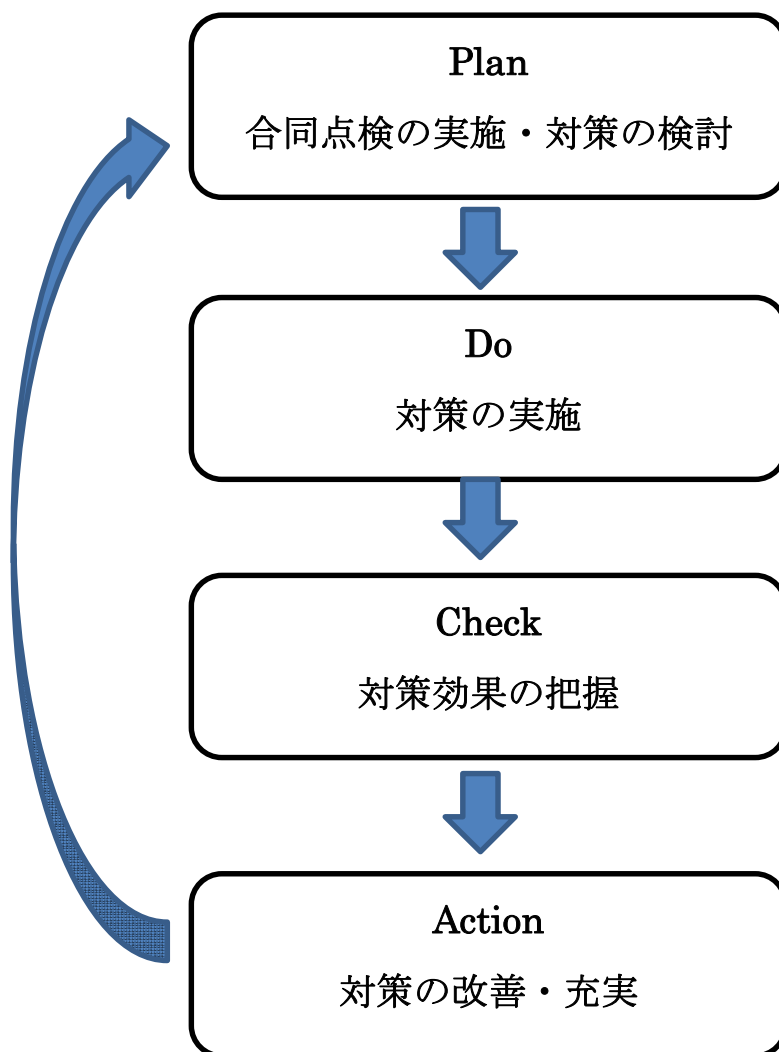 Plan
合同点検の実施・対策の検討
Do
対策の実施
Check
対策効果の把握
Action
対策の改善・充実